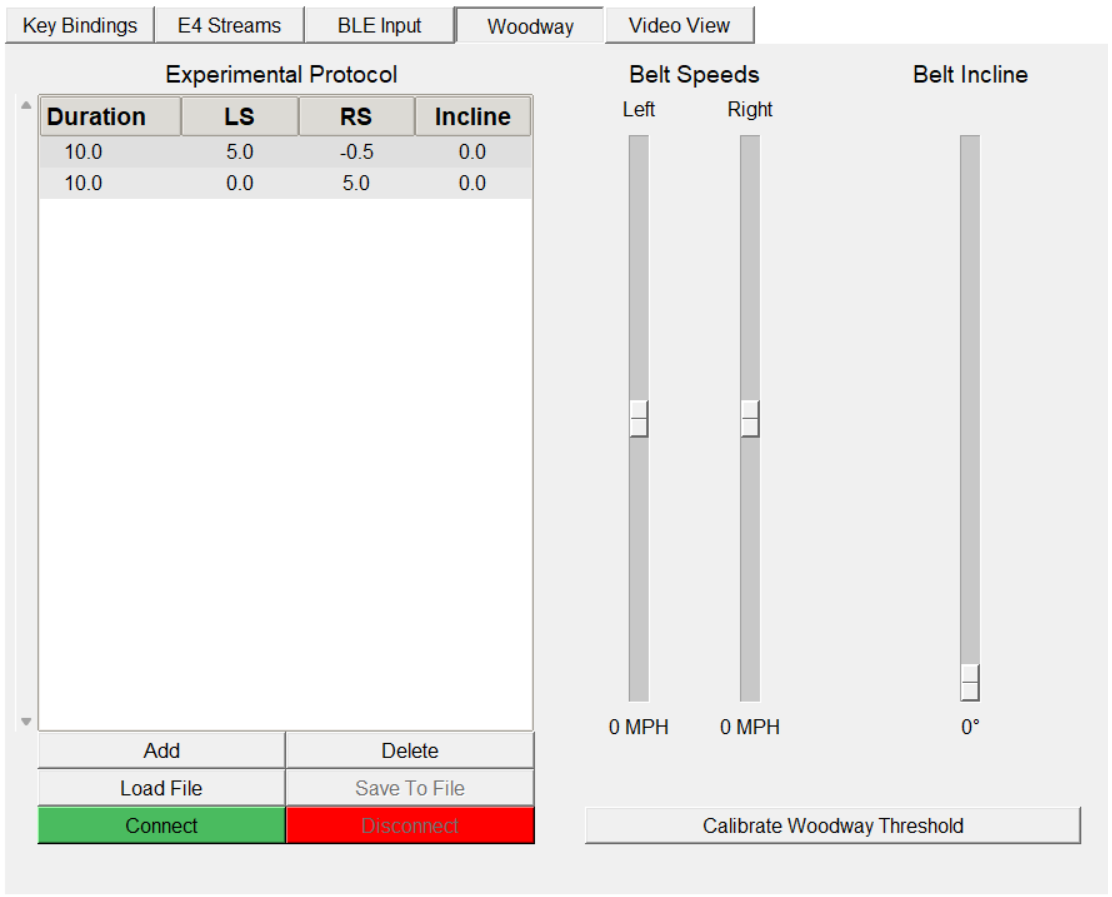 Key Bindings E4 Streams BLE Input Woodway Video View
Experimental Protocol Belt Speeds Belt Incline
Left Right
Duration LS RS Incline
10.0 5.0 -0.5 0.0
10.0 0.0 5.0 0.0
0 MPH 0 MPH 0°
Add Delete
Load File Save To File
Connect Disconnect
Calibrate Woodway Threshold